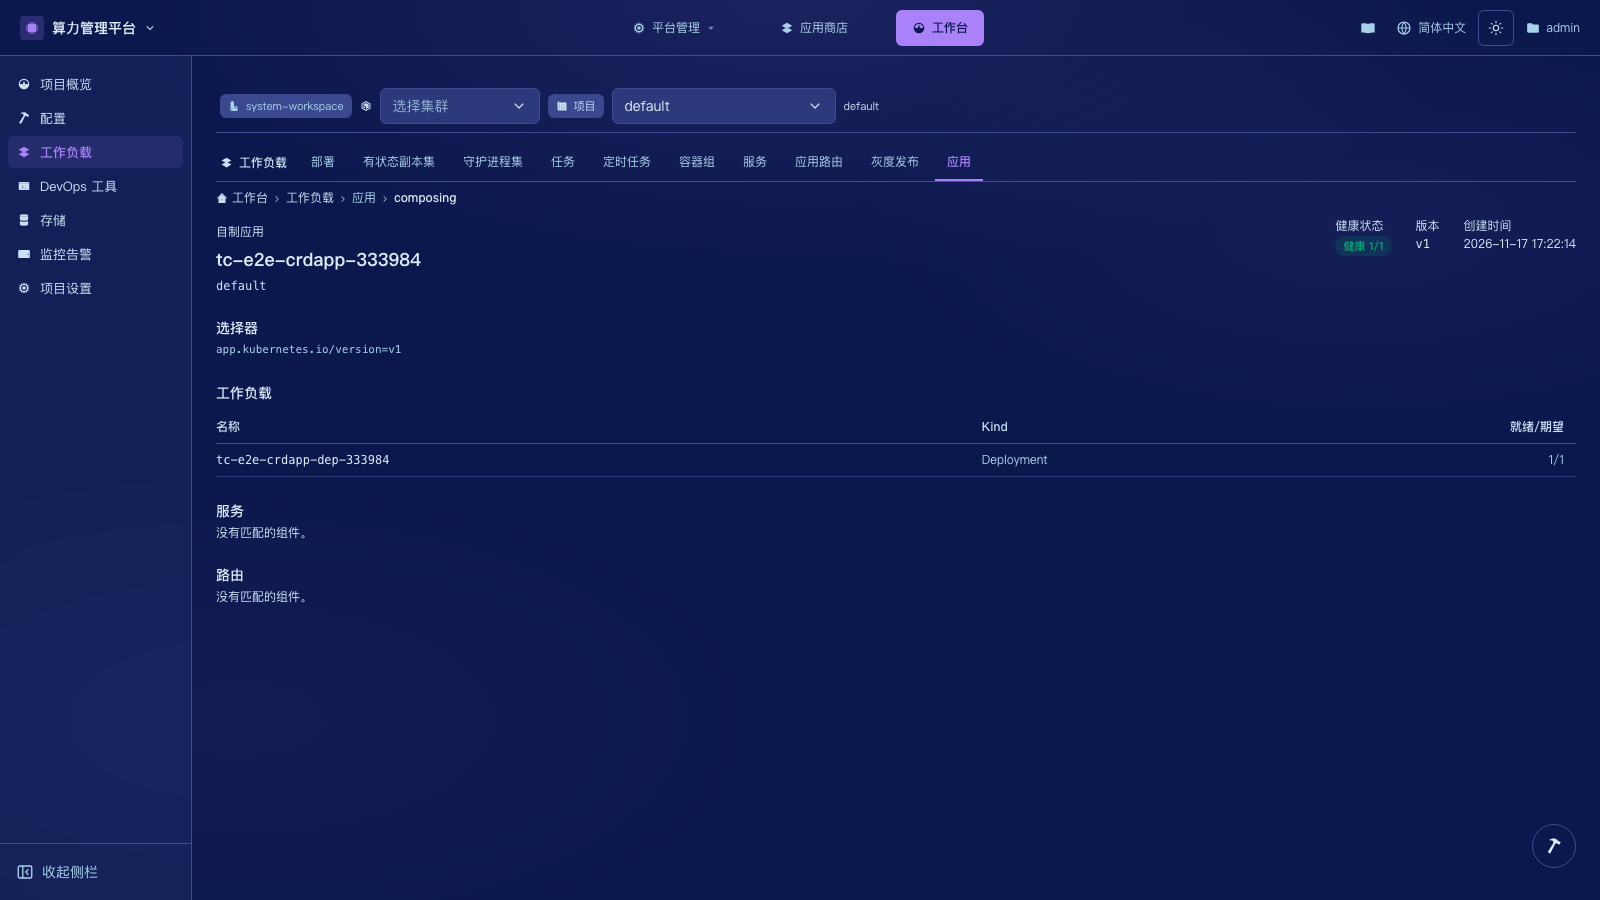 算力管理平台
平台管理
应用商店
工作台
简体中文
admin
项目概览
配置
工作负载
DevOps 工具
存储
监控告警
项目设置
收起侧栏
system-workspace
选择集群
项目
default
default
工作负载 部署 有状态副本集 守护进程集 任务 定时任务 容器组 服务 应用路由 灰度发布 应用
工作台 › 工作负载 › 应用 › composing
自制应用
tc-e2e-crdapp-333984
default
健康状态 版本 创建时间
健康 1/1 v1 2026-11-17 17:22:14
选择器
app.kubernetes.io/version=v1
工作负载
名称 Kind 就绪/期望
tc-e2e-crdapp-dep-333984 Deployment 1/1
服务
没有匹配的组件。
路由
没有匹配的组件。